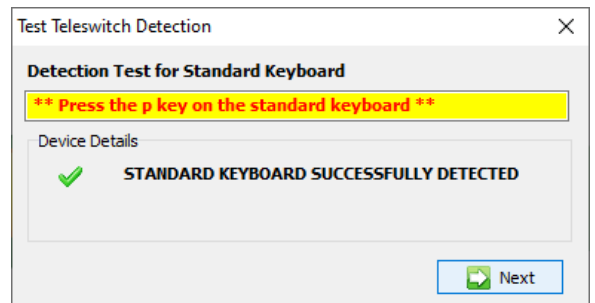 Test Teleswitch Detection
Detection Test for Standard Keyboard
** Press the p key on the standard keyboard **
Device Details
STANDARD KEYBOARD SUCCESSFULLY DETECTED
Next